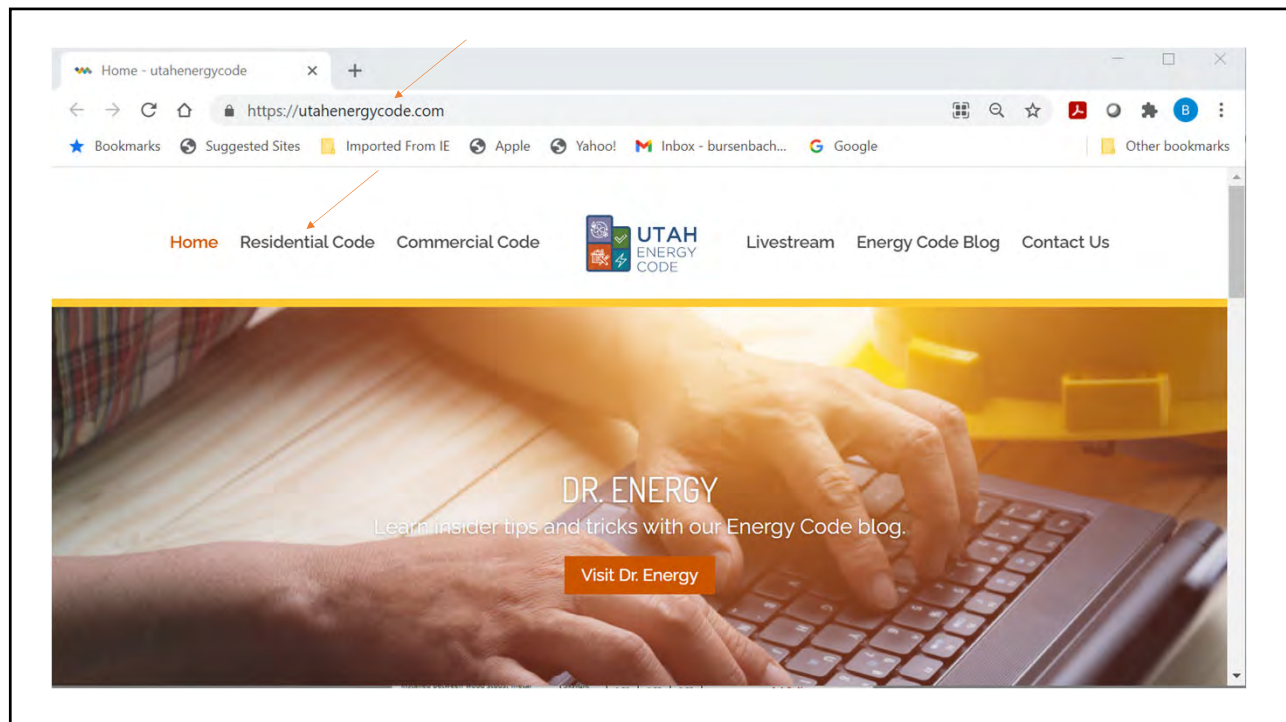 Home - utahenergycode
https://utahenergycode.com
B
Bookmarks Suggested Sites Imported From IE Apple Yahoo! Inbox - bursenbach... Google Other bookmarks
Home Residential Code Commercial Code UTAH ENERGY CODE Livestream Energy Code Blog Contact Us
DR. ENERGY
Learn insider tips and tricks with our Energy Code blog.
Visit Dr. Energy